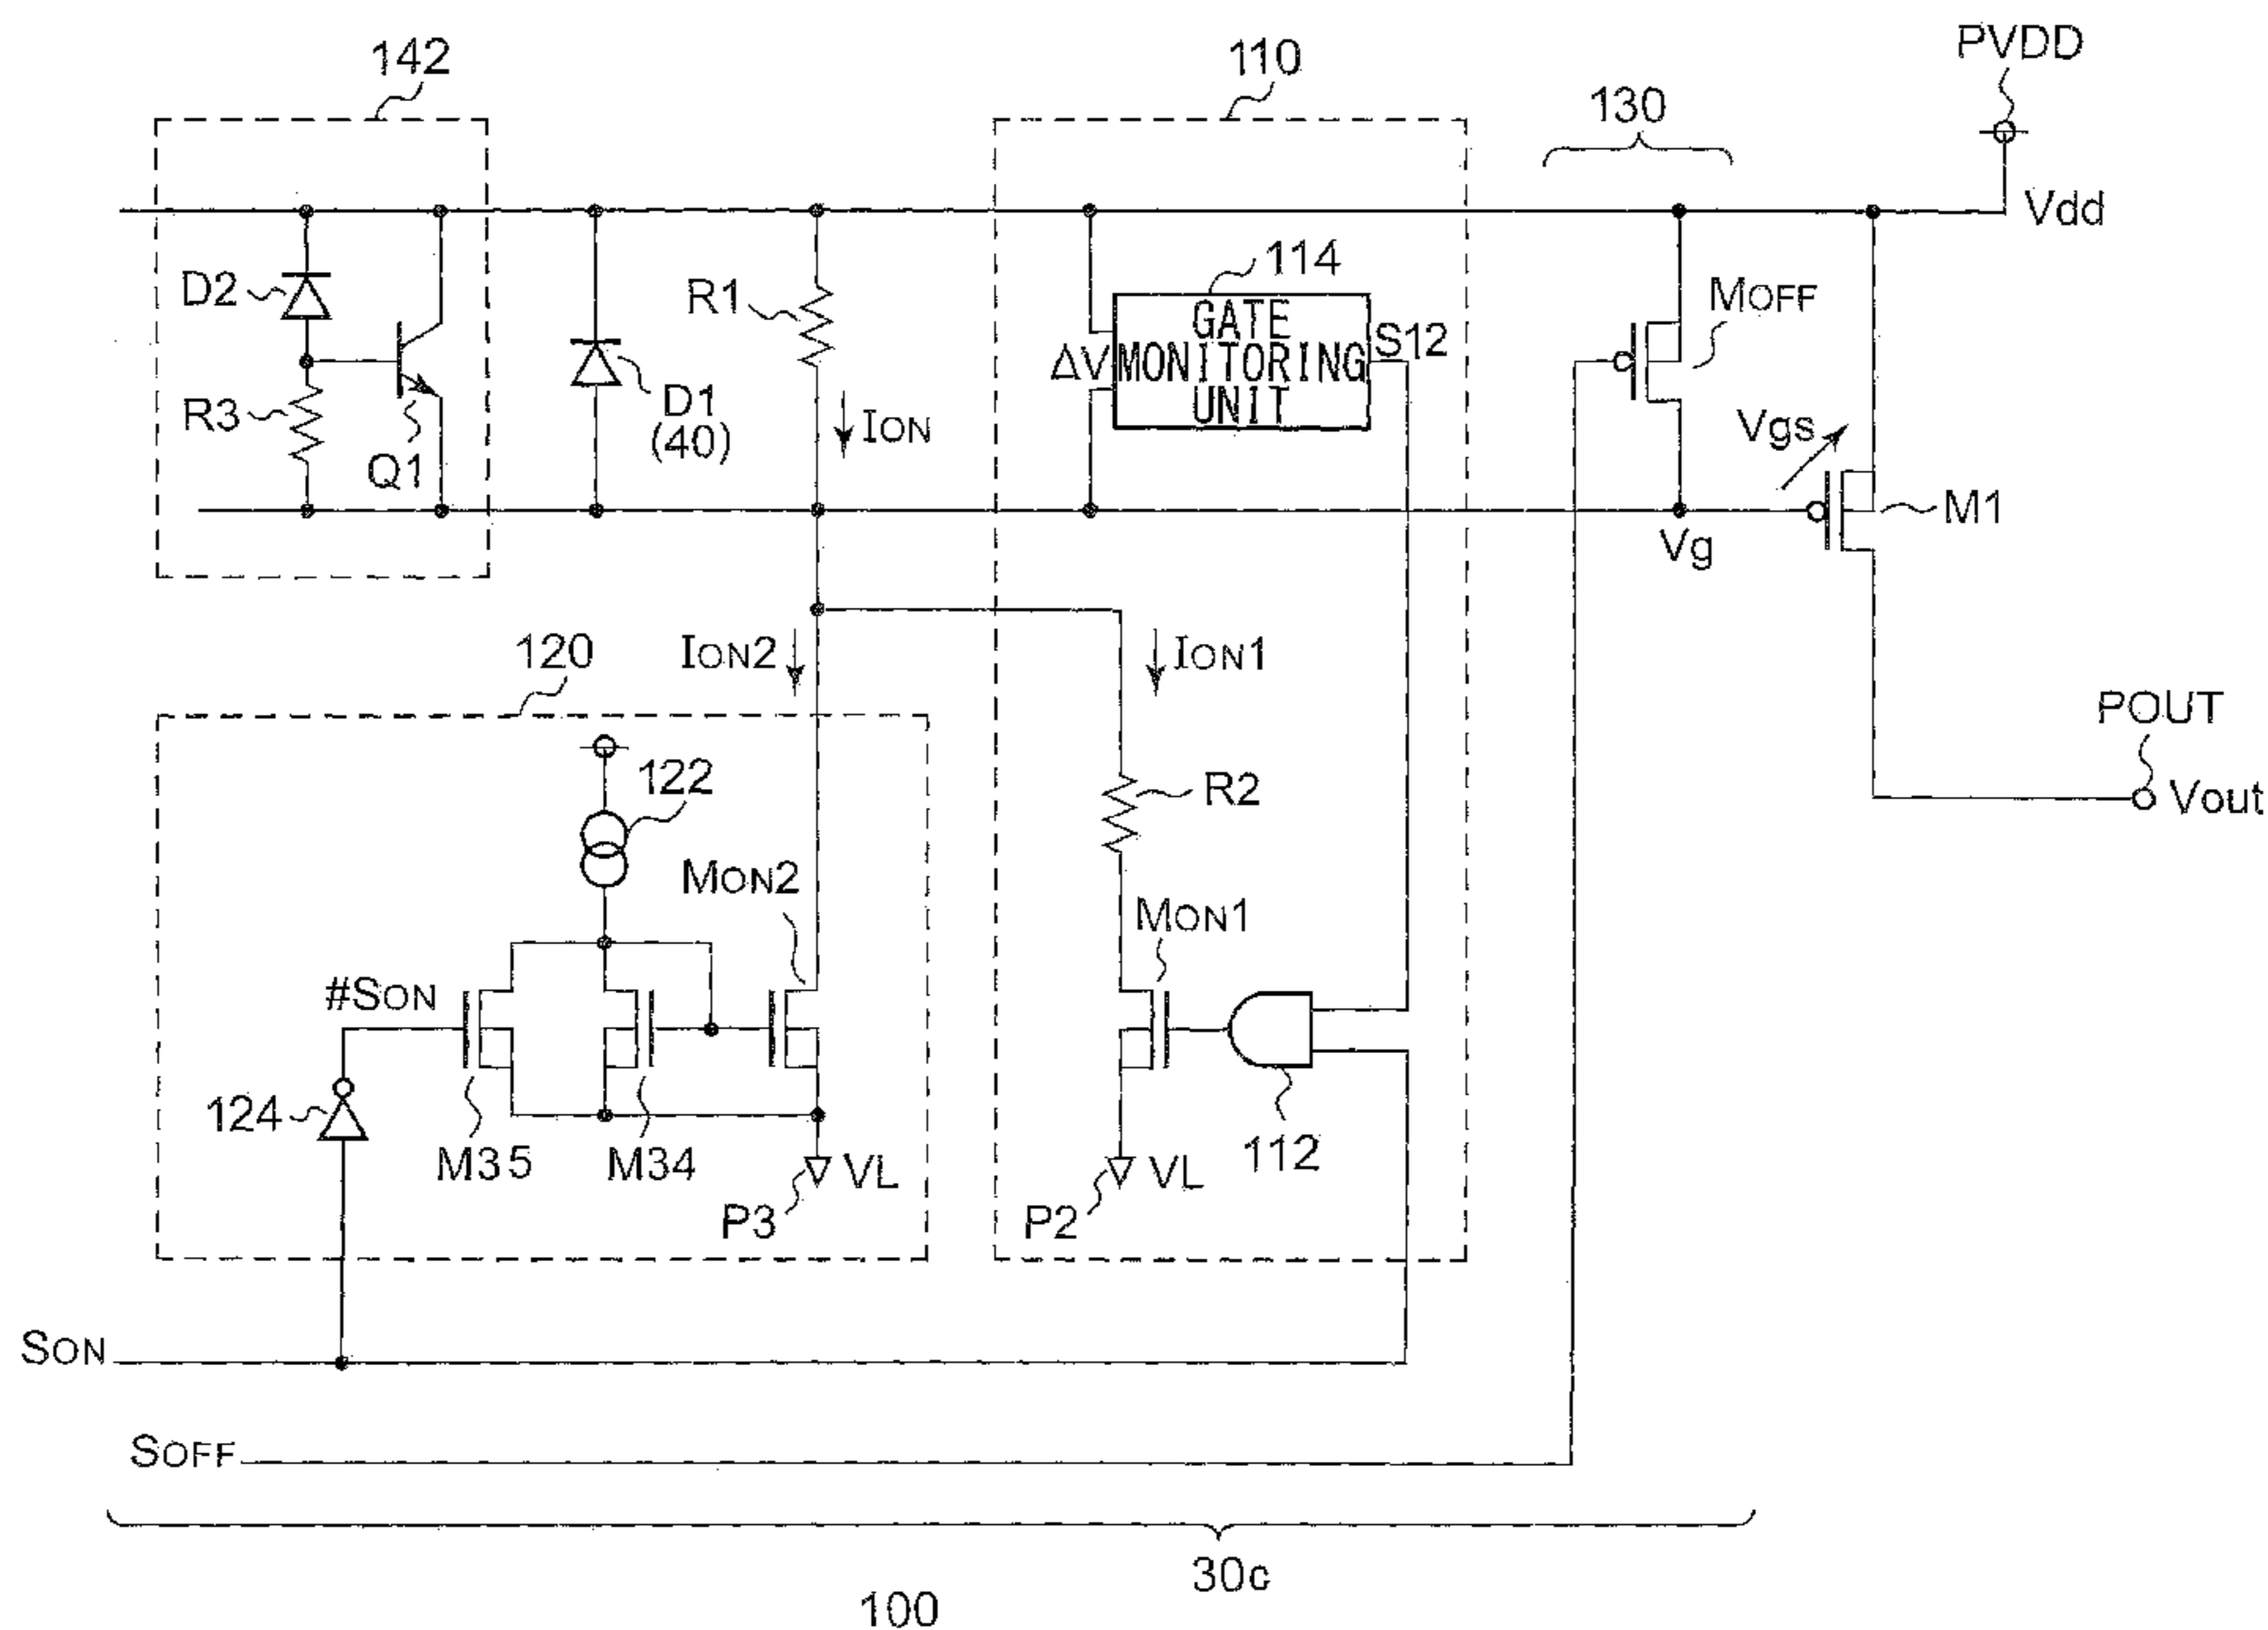 142
110
130
PVDD
Vdd
114
D2
R1
GATE
MONITORING
UNIT
ΔV
S12
MOFF
R3
Q1
D1
(40)
ION
Vgs
M1
Vg
120
ION2
ION1
POUT
Vout
122
R2
MON2
MON1
#SON
124
M35
M34
P3
VL
P2
VL
112
SON
SOFF
30c
100